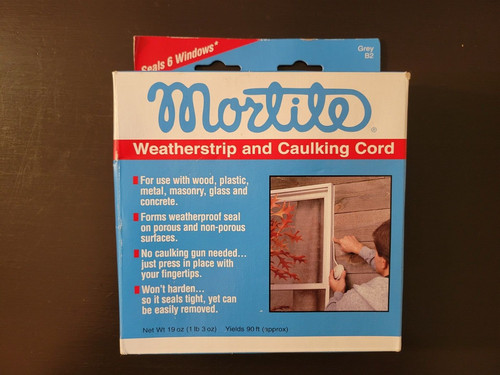 Seals 6 Windows*
Grey
B2
Mortite®
Weatherstrip and Caulking Cord
For use with wood, plastic,
metal, masonry, glass and
concrete.
Forms weatherproof seal
on porous and non-porous
surfaces.
No caulking gun needed...
just press in place with
your fingertips.
Won't harden...
so it seals tight, yet can
be easily removed.
Net Wt 19 oz (1 lb 3 oz) Yields 90 ft (approx)